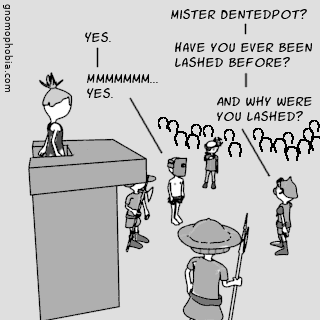 gnomophobia.com
MISTER DENTEDPOT?
YES.
HAVE YOU EVER BEEN
LASHED BEFORE?
MMMMMMM...
YES.
AND WHY WERE
YOU LASHED?